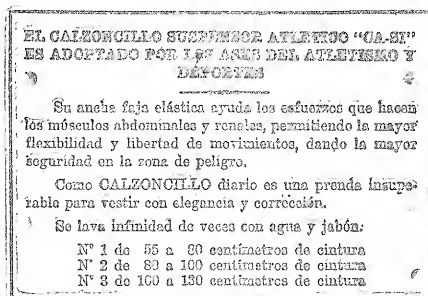 EL CALZONCILLO SUSPENSOR ATLETICO "CA-SI"
ES ADOPTADO POR LOS ASES DEL ATLETISMO Y
DEPORTES
Su ancha faja elástica ayuda los esfuerzos que hacen
los músculos abdominales y renales, permitiendo la mayor
flexibilidad y libertad de movimientos, dando la mayor
seguridad en la zona de peligro.
Como CALZONCILLO diario es una prenda insupe-
rable para vestir con elegancia y corrección.
Se lava infinidad de veces con agua y jabón:
N° 1 de 55 a 80 centímetros de cintura
N° 2 de 80 a 100 centímetros de cintura
N° 3 de 100 a 130 centímetros de cintura